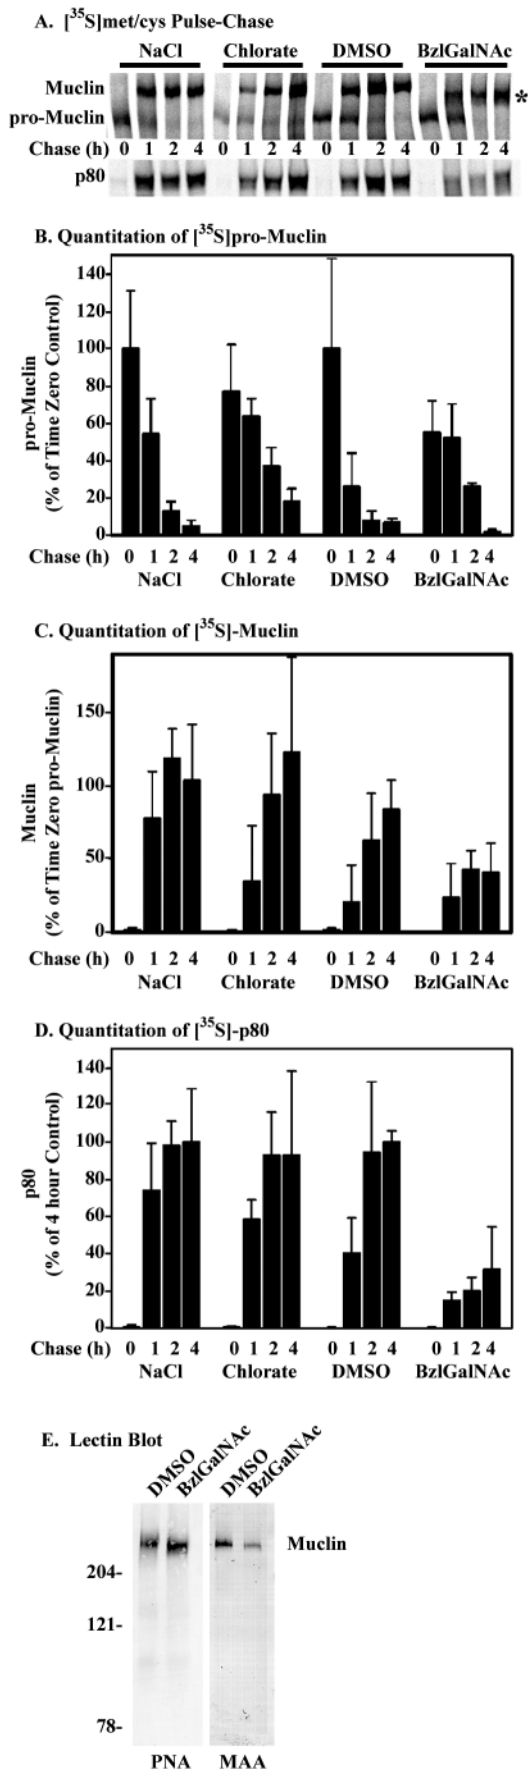 A. [35S]met/cys Pulse-Chase
NaCl Chlorate DMSO BzlGalNAc
Muclin
*
pro-Muclin
Chase (h) 0 1 2 4 0 1 2 4 0 1 2 4 0 1 2 4
p80
B. Quantitation of [35S]pro-Muclin
pro-Muclin
(% of Time Zero Control)
140
120
100
80
60
40
20
0
Chase (h) 0 1 2 4 0 1 2 4 0 1 2 4 0 1 2 4
NaCl Chlorate DMSO BzlGalNAc
C. Quantitation of [35S]-Muclin
Muclin
(% of Time Zero pro-Muclin)
150
100
50
0
Chase (h) 0 1 2 4 0 1 2 4 0 1 2 4 0 1 2 4
NaCl Chlorate DMSO BzlGalNAc
D. Quantitation of [35S]-p80
p80
(% of 4 hour Control)
140
120
100
80
60
40
20
0
Chase (h) 0 1 2 4 0 1 2 4 0 1 2 4 0 1 2 4
NaCl Chlorate DMSO BzlGalNAc
E. Lectin Blot
DMSO BzlGalNAc DMSO BzlGalNAc
Muclin
204-
121-
78-
PNA MAA